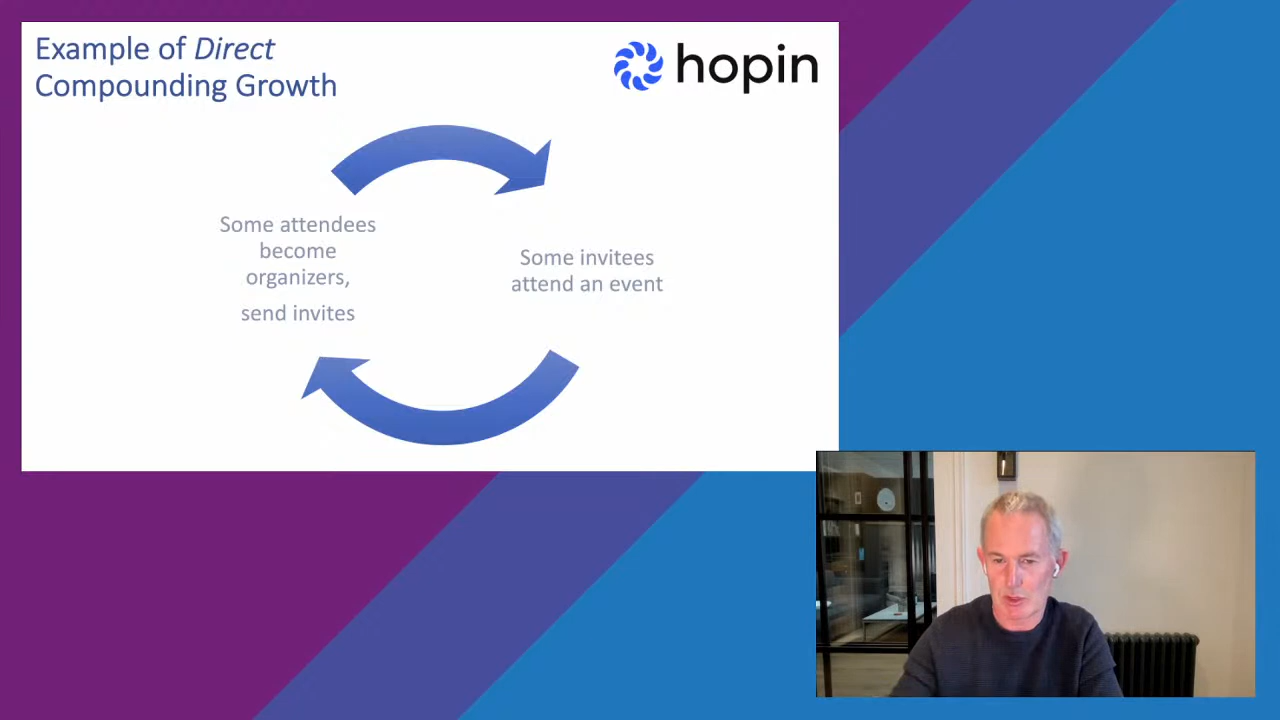 Example of Direct
Compounding Growth
hopin
Some attendees
become
organizers,
send invites
Some invitees
attend an event